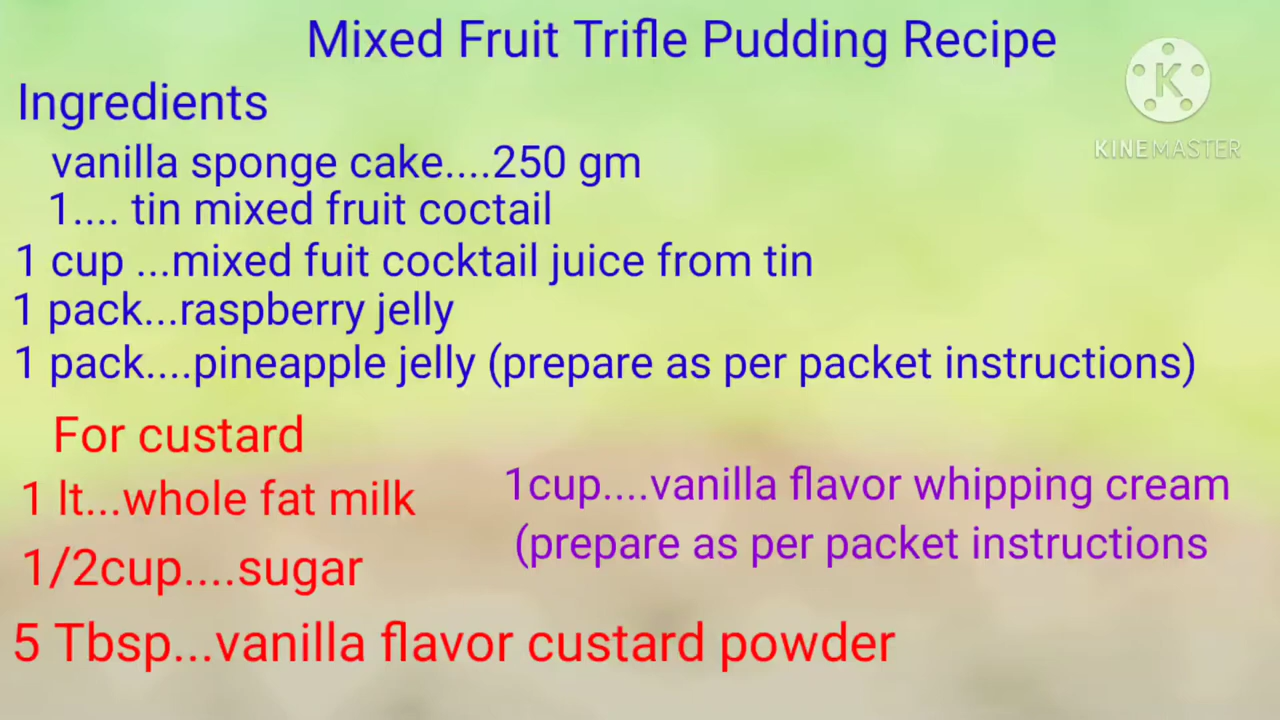 Mixed Fruit Trifle Pudding Recipe
K
KINEMASTER
Ingredients
vanilla sponge cake....250 gm
1.... tin mixed fruit coctail
1 cup ...mixed fuit cocktail juice from tin
1 pack...raspberry jelly
1 pack....pineapple jelly (prepare as per packet instructions)
For custard
1 lt...whole fat milk
1/2cup....sugar
5 Tbsp...vanilla flavor custard powder
1cup....vanilla flavor whipping cream
(prepare as per packet instructions